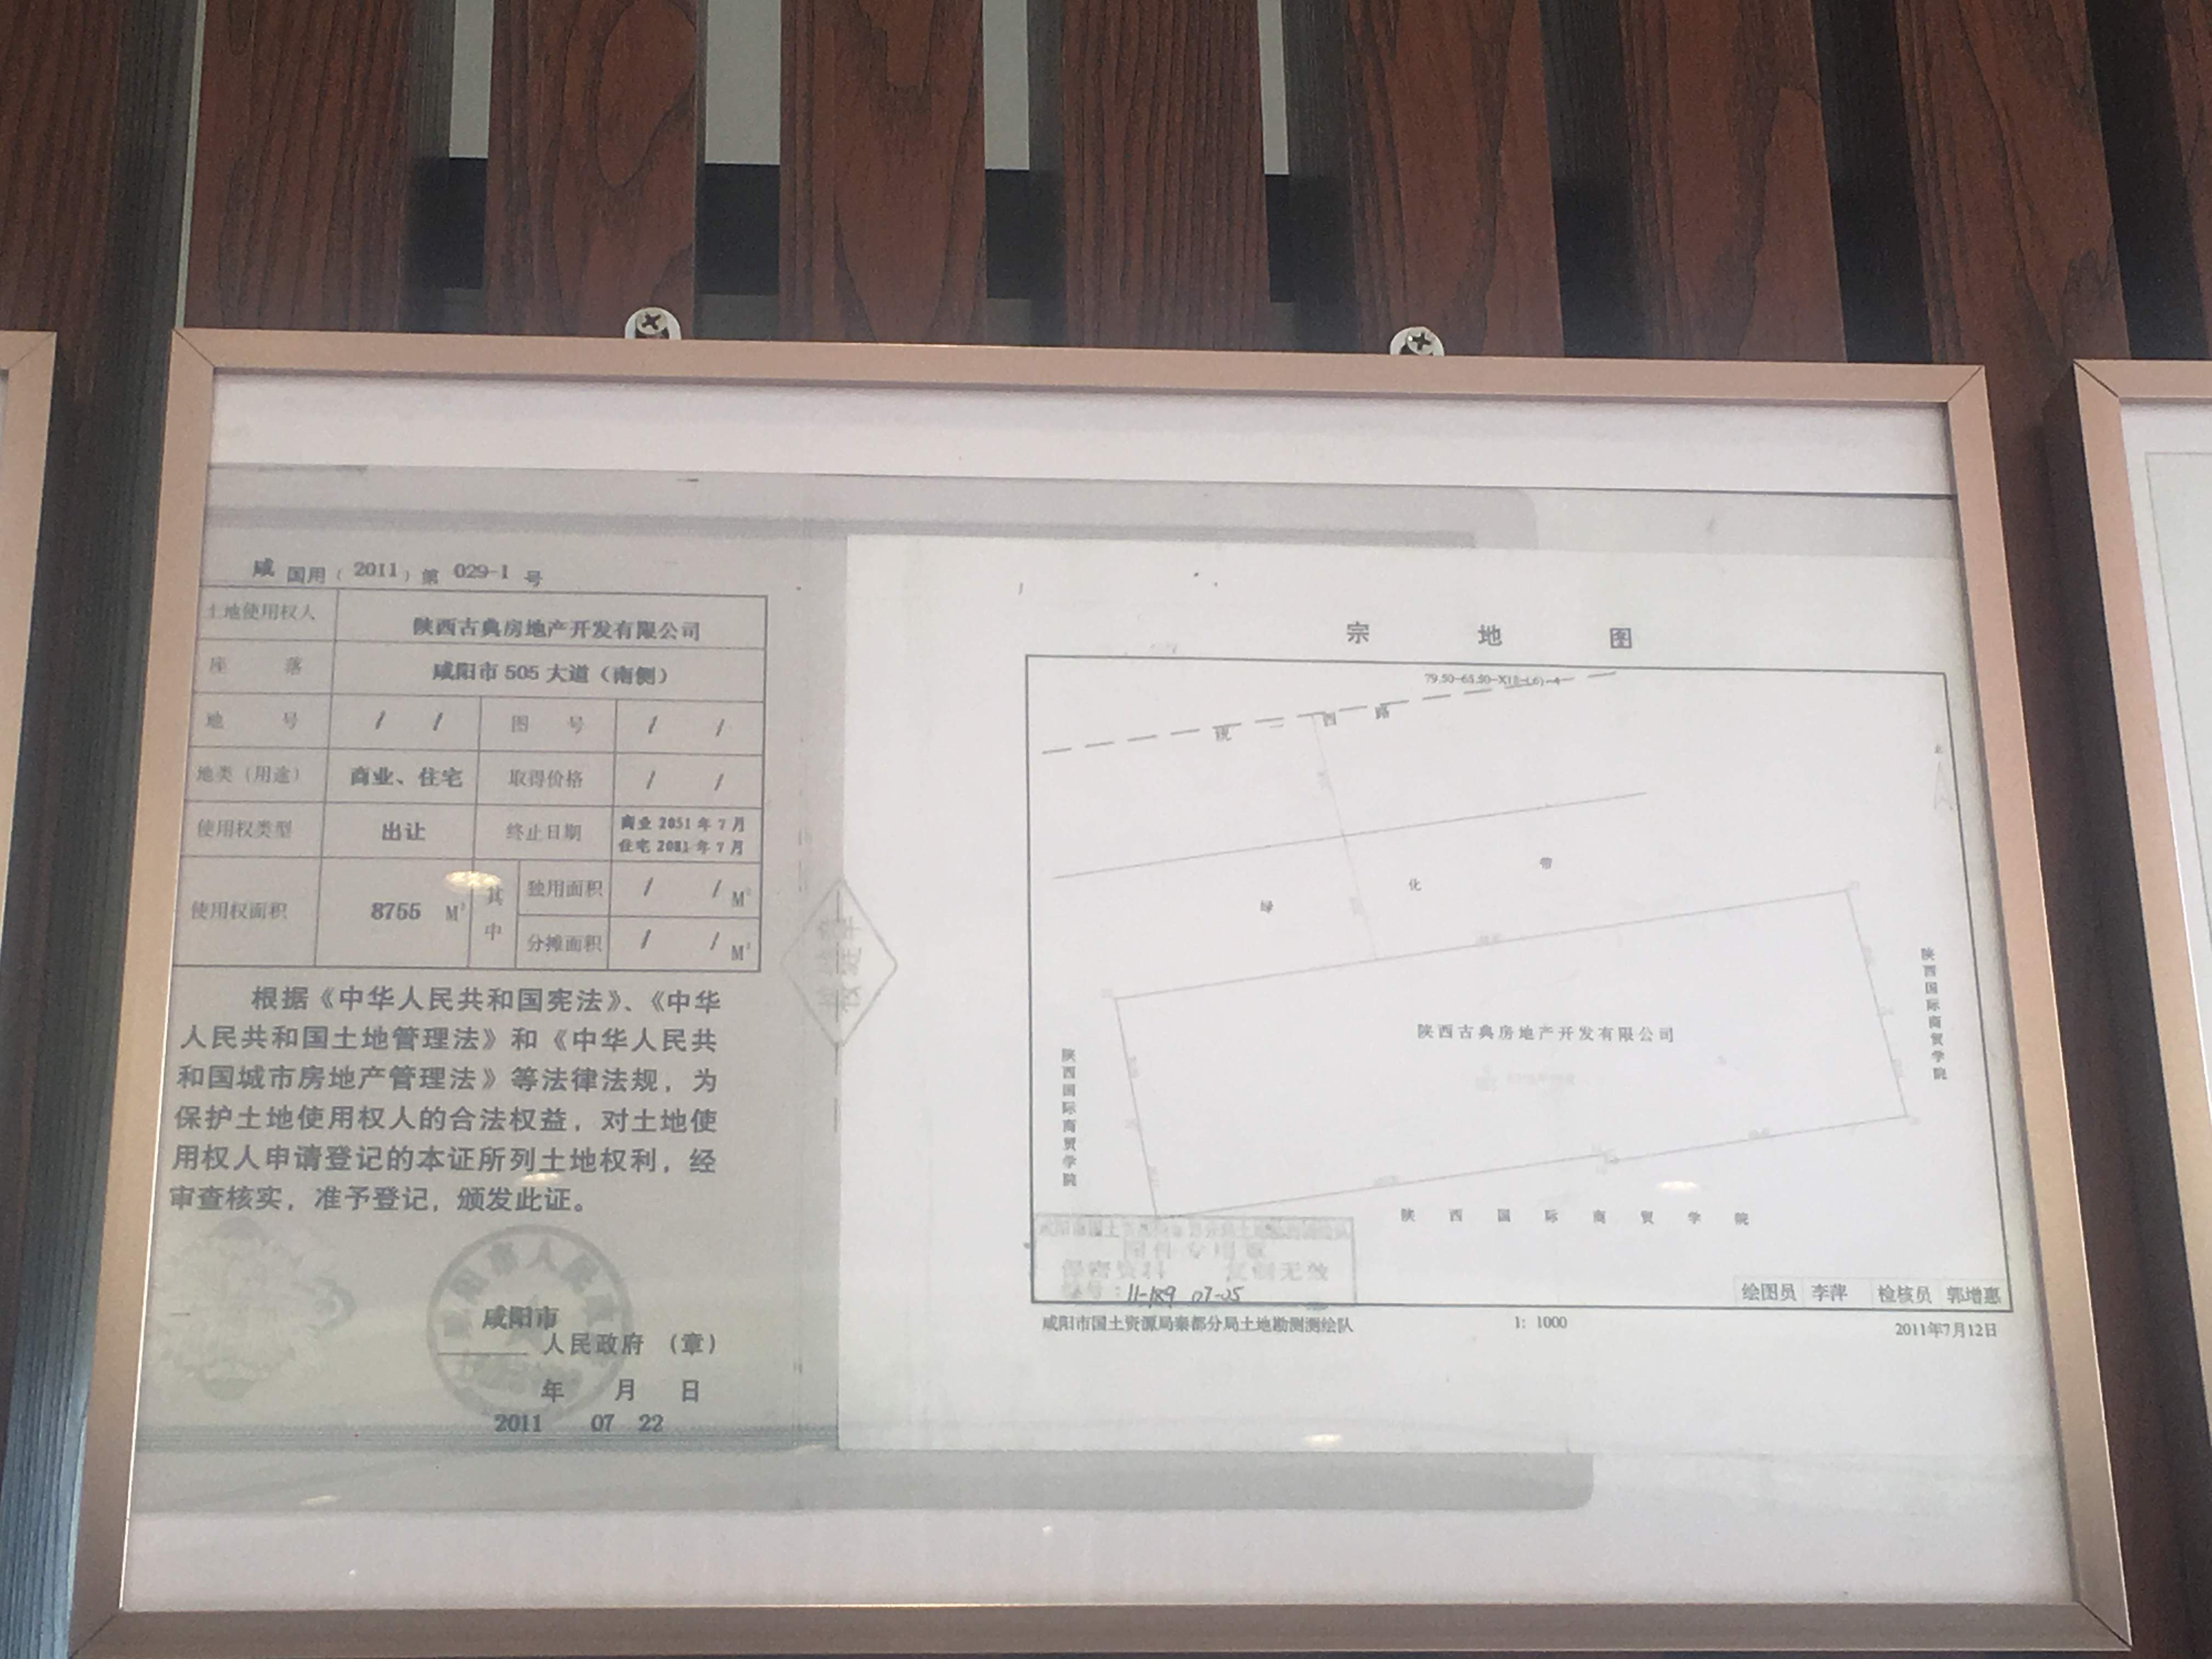 咸 国用（2011）第 029-1 号
土地使用权人 陕西古典房地产开发有限公司
座 落 咸阳市 505 大道（南侧）
地 号 / / 图 号 / /
地类（用途） 商业、住宅 取得价格 / /
使用权类型 出让 终止日期 商业 2051 年 7 月
住宅 2081 年 7 月
使用权面积 8755 M² 其中 独用面积 / / M²
分摊面积 / / M²
根据《中华人民共和国宪法》、《中华
人民共和国土地管理法》和《中华人民共
和国城市房地产管理法》等法律法规，为
保护土地使用权人的合法权益，对土地使
用权人申请登记的本证所列土地权利，经
审查核实，准予登记，颁发此证。
咸阳市
人民政府（章）
年 月 日
2011 07 22
宗 地 图
西 路
绿 化 带
陕西古典房地产开发有限公司
陕西国际商贸学院
陕西国际商贸学院
陕 西 国 际 商 贸 学 院
保密资料 复制无效
编号：11-189 07-05
绘图员 李萍 检核员 郭增惠
咸阳市国土资源局秦都分局土地勘测测绘队
1：1000
2011年7月12日